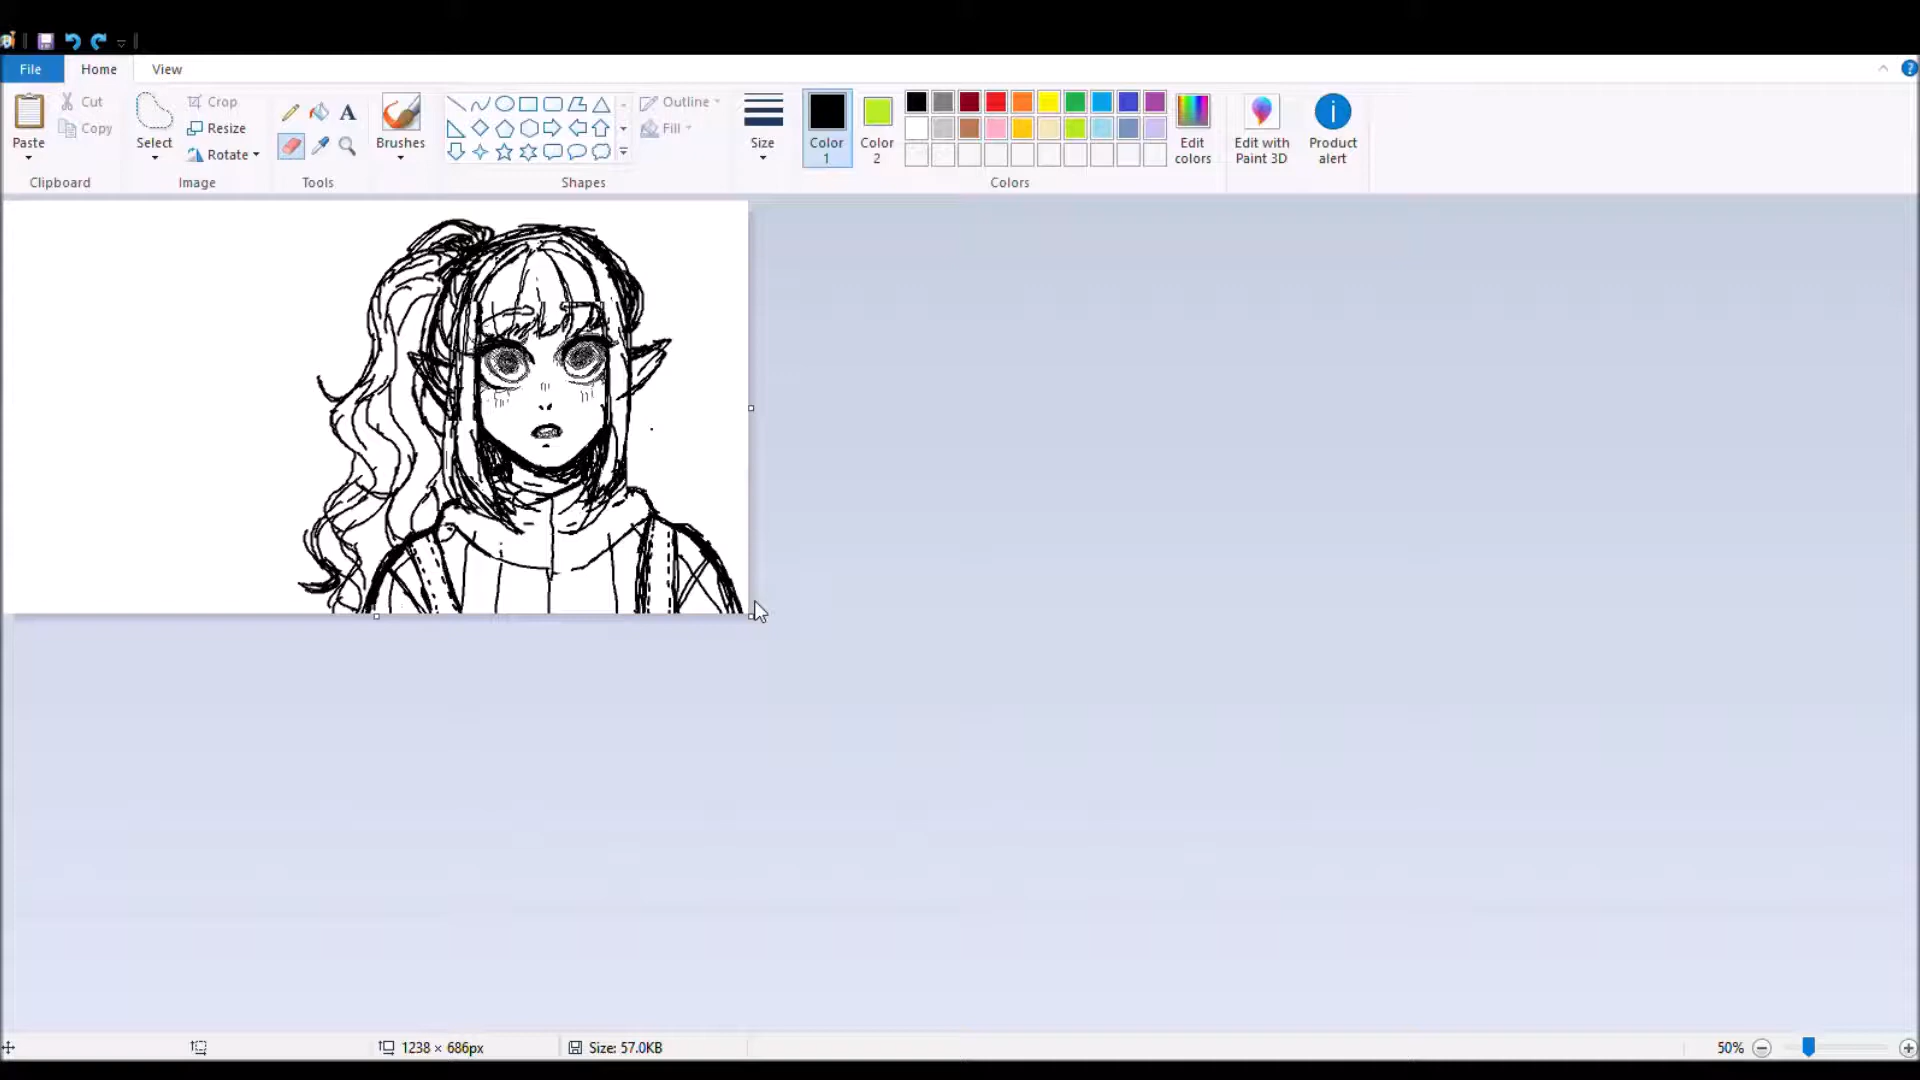 File Home View
Paste Cut Copy Select Crop Resize Rotate A Brushes Outline Fill Size Color 1 Color 2 Edit colors Edit with Paint 3D Product alert
Clipboard Image Tools Shapes Colors
1238 × 686px Size: 57.0KB 50%